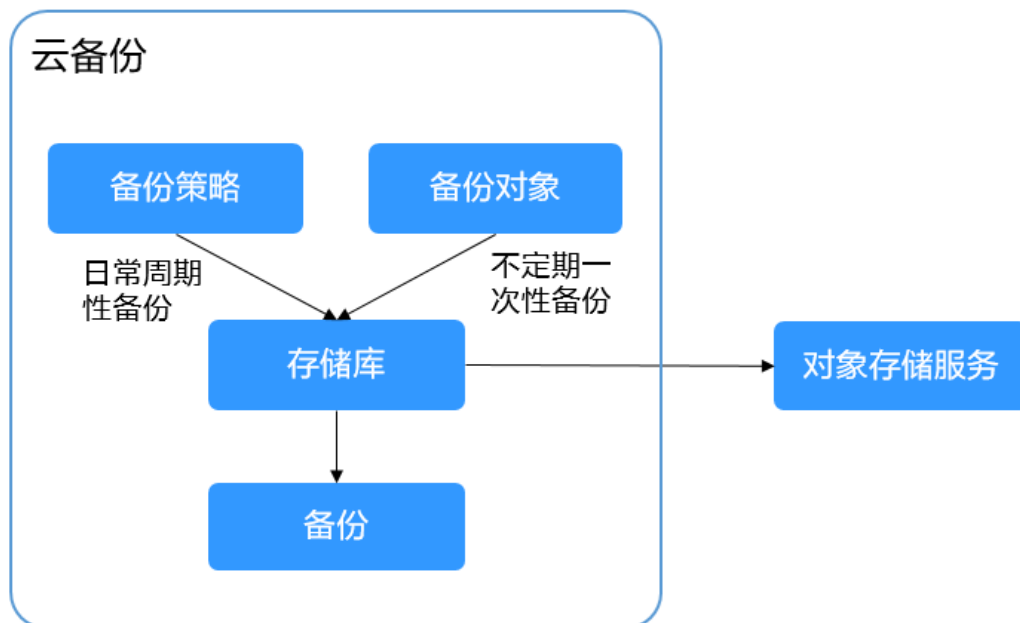 云备份
备份策略
备份对象
日常周期
性备份
不定期一
次性备份
存储库
对象存储服务
备份